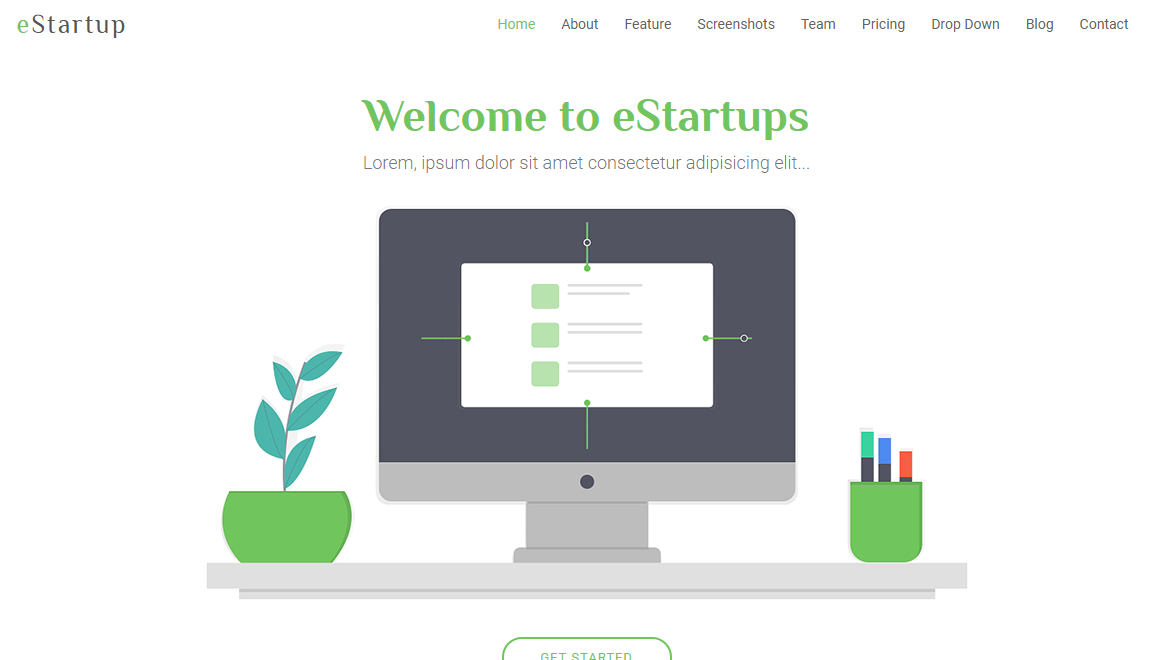 eStartup
Home About Feature Screenshots Team Pricing Drop Down Blog Contact
Welcome to eStartups
Lorem, ipsum dolor sit amet consectetur adipisicing elit...
GET STARTED